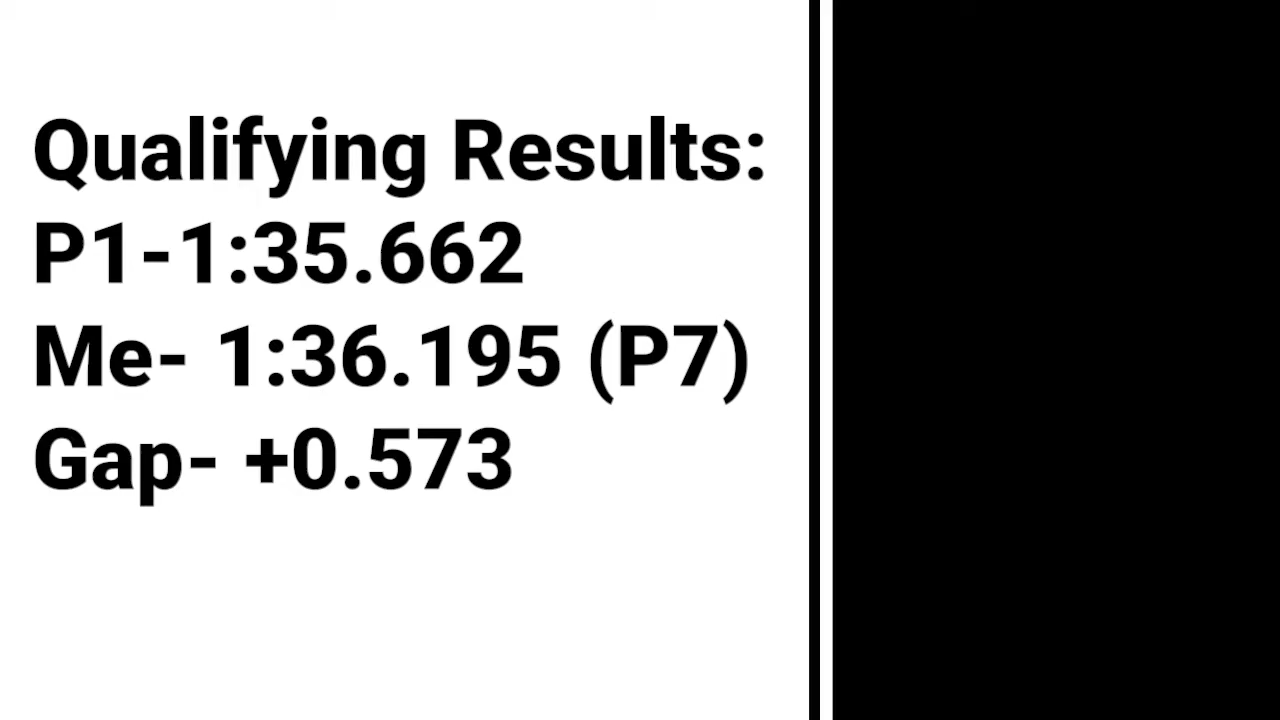 Qualifying Results:
P1-1:35.662
Me- 1:36.195 (P7)
Gap- +0.573